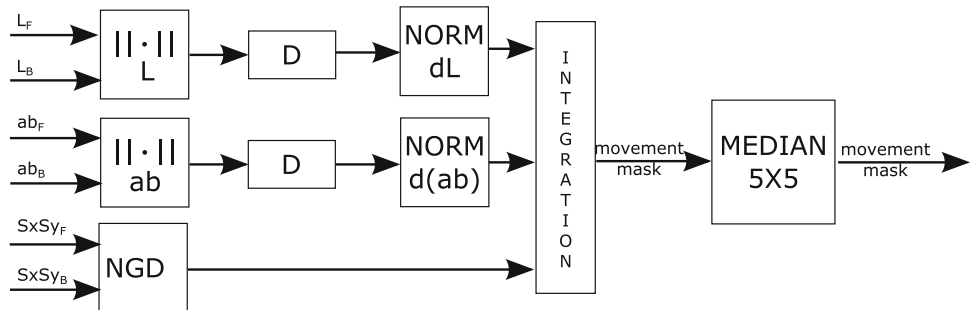 L_F
L_B
||·||
L
D
NORM
dL
ab_F
ab_B
||·||
ab
D
NORM
d(ab)
SxSy_F
SxSy_B
NGD
INTEGRATION
movement
mask
MEDIAN
5X5
movement
mask